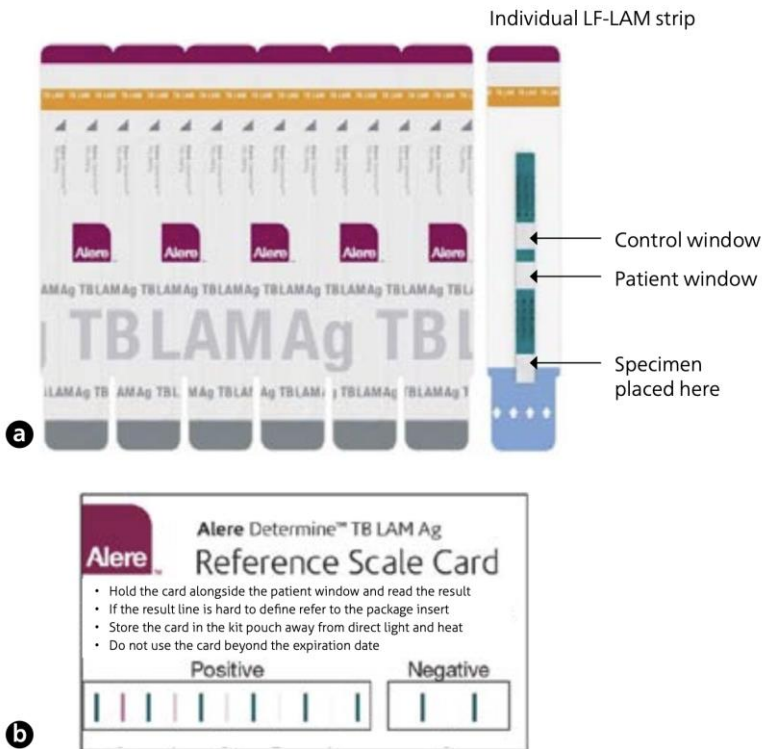 Individual LF-LAM strip
Alere Alere Alere Alere Alere
AMAg TBLAMAg TBLAMAg TBLAMAg TBLAMAg TBLAMAg TBL
g TBLAMAg TBL
Control window
Patient window
Specimen
placed here
a
Alere
Alere Determine™ TB LAM Ag
Reference Scale Card
• Hold the card alongside the patient window and read the result
• If the result line is hard to define refer to the package insert
• Store the card in the kit pouch away from direct light and heat
• Do not use the card beyond the expiration date
Positive Negative
b